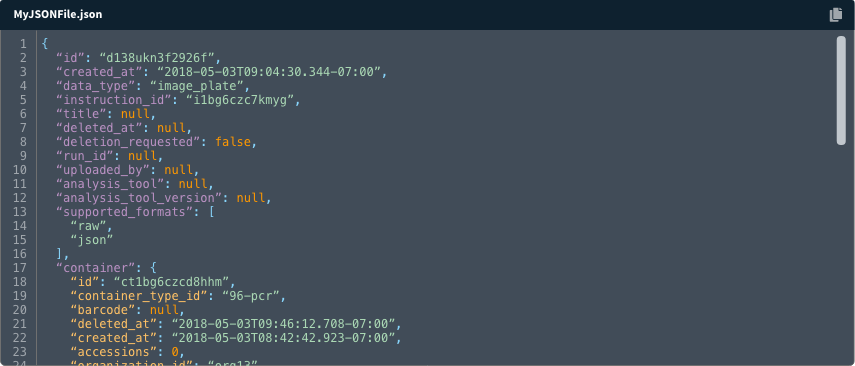 MyJSONFile.json
1 {
2 “id”: “d138ukn3f2926f”,
3 “created_at”: “2018-05-03T09:04:30.344-07:00”,
4 “data_type”: “image_plate”,
5 “instruction_id”: “i1bg6czc7kmyg”,
6 “title”: null,
7 “deleted_at”: null,
8 “deletion_requested”: false,
9 “run_id”: null,
10 “uploaded_by”: null,
11 “analysis_tool”: null,
12 “analysis_tool_version”: null,
13 “supported_formats”: [
14 “raw”,
15 “json”
16 ],
17 “container”: {
18 “id”: “ct1bg6czcd8hhm”,
19 “container_type_id”: “96-pcr”,
20 “barcode”: null,
21 “deleted_at”: “2018-05-03T09:46:12.708-07:00”,
22 “created_at”: “2018-05-03T08:42:42.923-07:00”,
23 “accessions”: 0,
24 “organization_id”: “org13”,